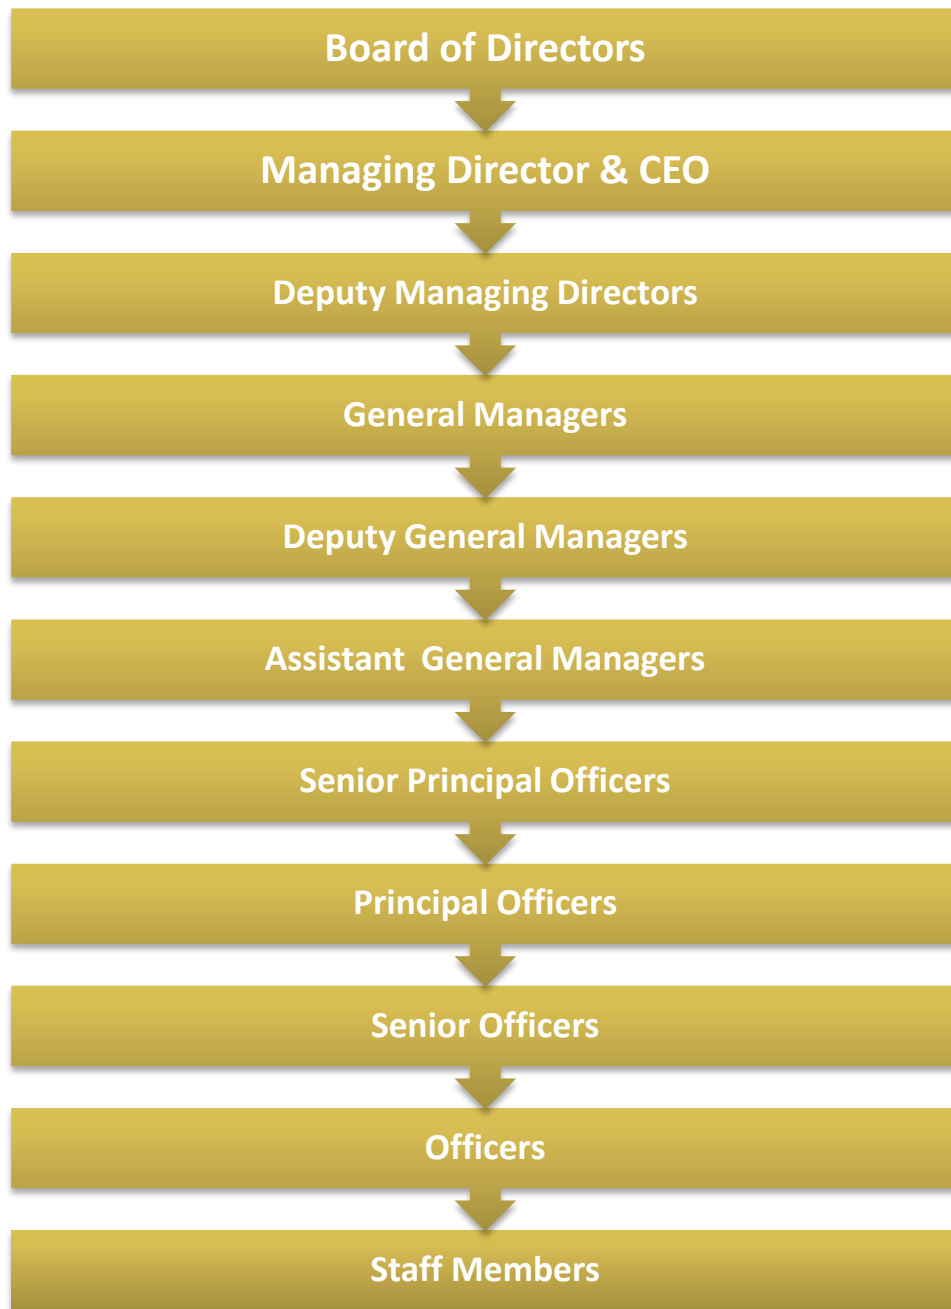 Board of Directors
Managing Director & CEO
Deputy Managing Directors
General Managers
Deputy General Managers
Assistant  General Managers
Senior Principal Officers
Principal Officers
Senior Officers
Officers
Staff Members